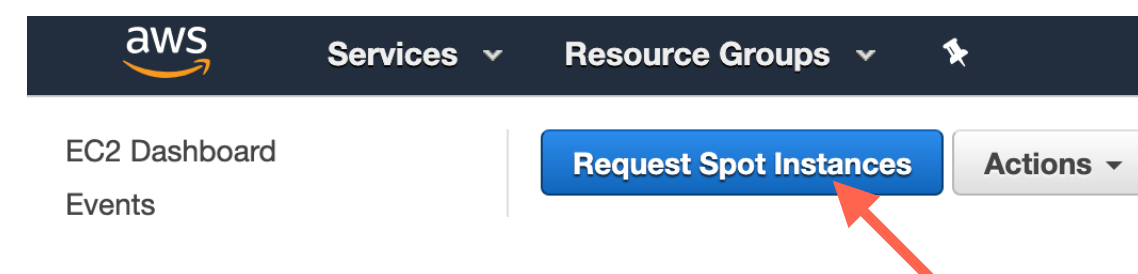 aws Services Resource Groups
EC2 Dashboard
Events
Request Spot Instances Actions